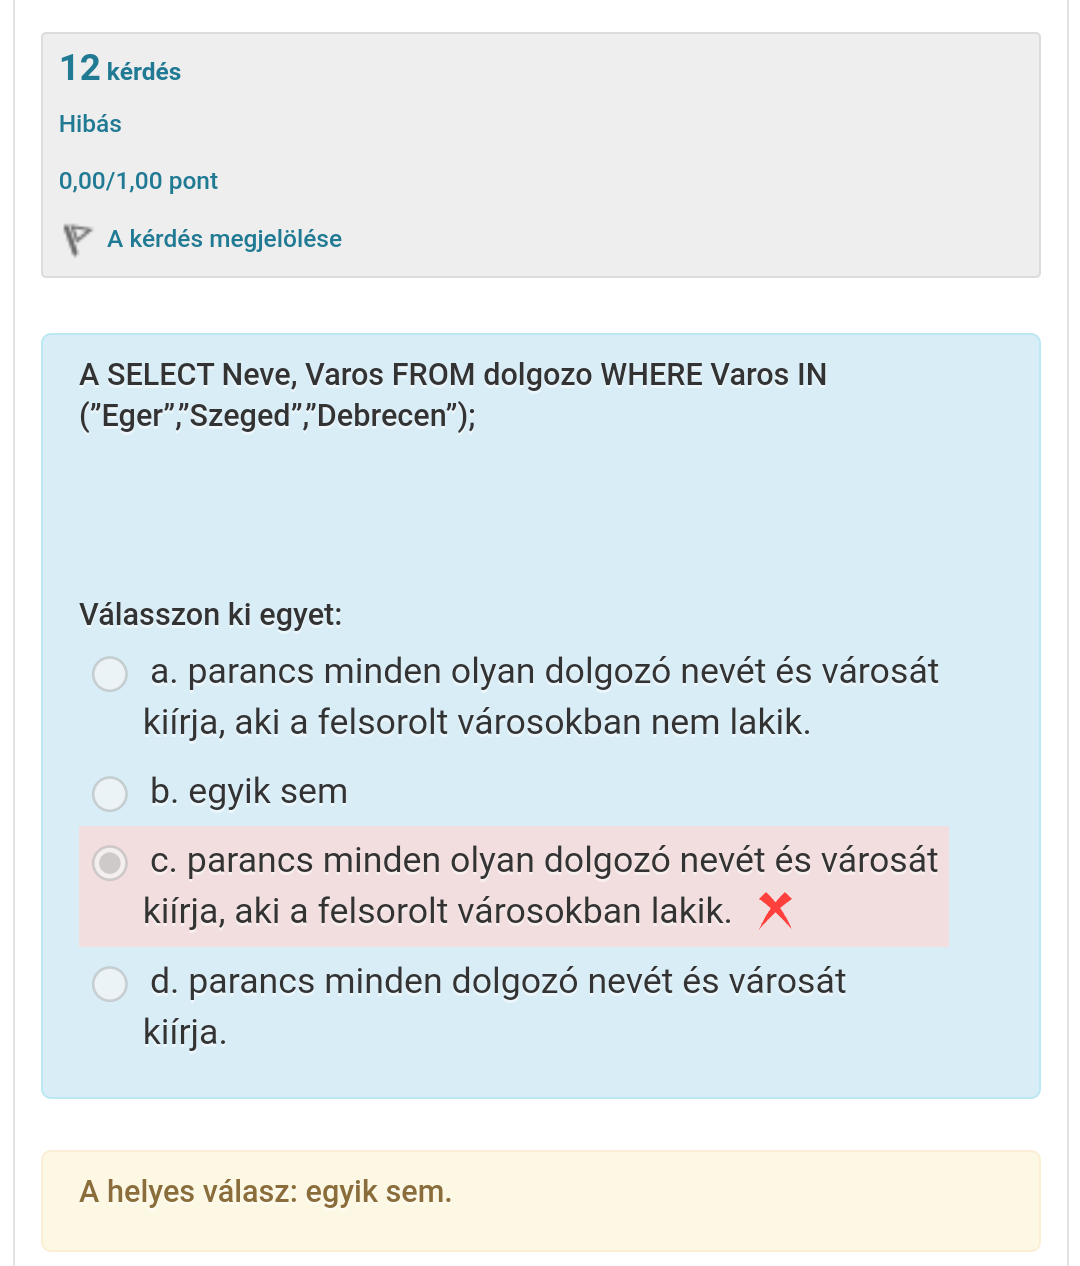 12 kérdés
Hibás
0,00/1,00 pont
A kérdés megjelölése
A SELECT Neve, Varos FROM dolgozo WHERE Varos IN
(”Eger”,”Szeged”,”Debrecen”);
Válasszon ki egyet:
a. parancs minden olyan dolgozó nevét és városát
kiírja, aki a felsorolt városokban nem lakik.
b. egyik sem
c. parancs minden olyan dolgozó nevét és városát
kiírja, aki a felsorolt városokban lakik.
d. parancs minden dolgozó nevét és városát
kiírja.
A helyes válasz: egyik sem.